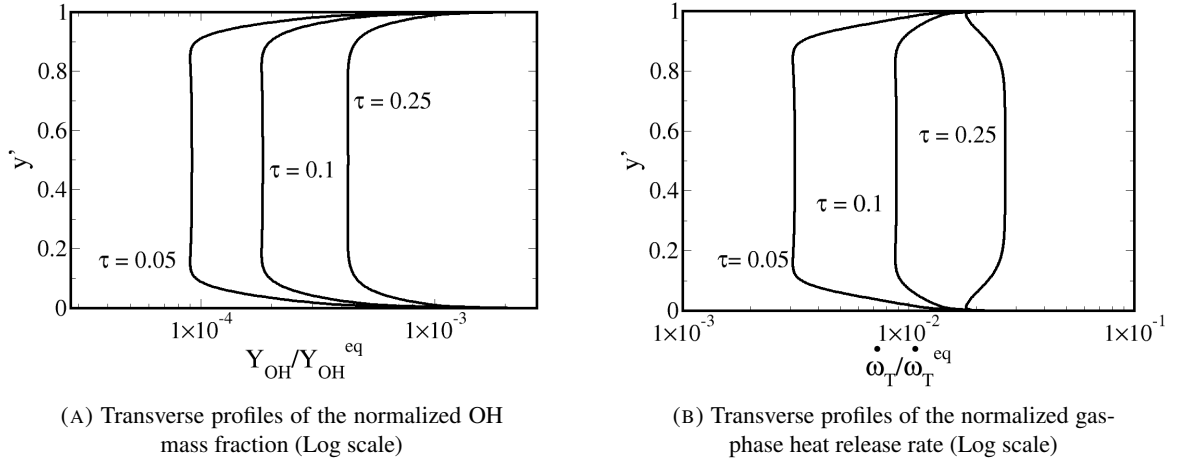 1
0.8
0.6
0.4
0.2
0
y'
τ = 0.25
τ = 0.1
τ = 0.05
1×10⁻⁴
1×10⁻³
Y_OH/Y_OH^eq
(A) Transverse profiles of the normalized OH
mass fraction (Log scale)
1
0.8
0.6
0.4
0.2
0
y'
τ = 0.25
τ = 0.1
τ= 0.05
1×10⁻³
1×10⁻²
1×10⁻¹
ω̇_T/ω̇_T^eq
(B) Transverse profiles of the normalized gas-
phase heat release rate (Log scale)